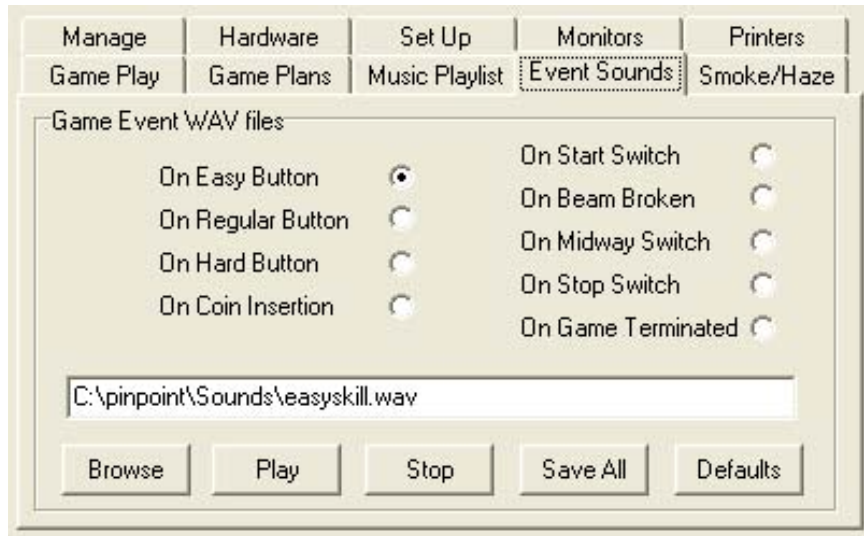 Manage Hardware Set Up Monitors Printers
Game Play Game Plans Music Playlist Event Sounds Smoke/Haze
Game Event WAV files
On Easy Button
On Regular Button
On Hard Button
On Coin Insertion
On Start Switch
On Beam Broken
On Midway Switch
On Stop Switch
On Game Terminated
C:\pinpoint\Sounds\easyskill.wav
Browse Play Stop Save All Defaults